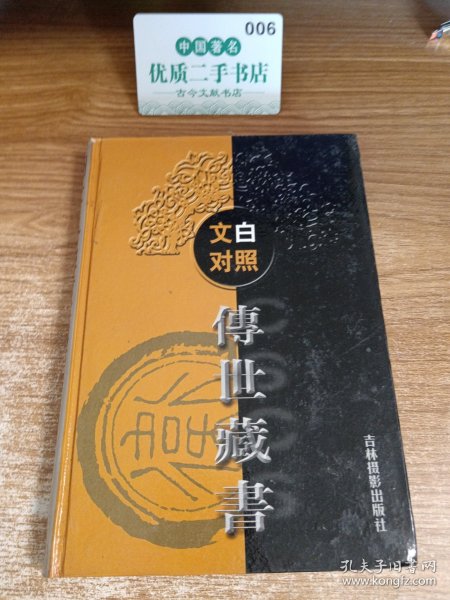 006
中国著名
优质二手书店
古今文献书店
文白
对照
傳世藏書
吉林摄影出版社
孔夫子旧书网
www.kongfz.com